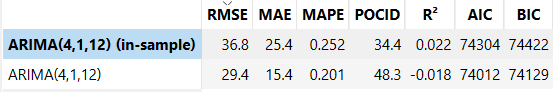 RMSE MAE MAPE POCID R² AIC BIC
ARIMA(4,1,12) (in-sample) 36.8 25.4 0.252 34.4 0.022 74304 74422
ARIMA(4,1,12) 29.4 15.4 0.201 48.3 -0.018 74012 74129